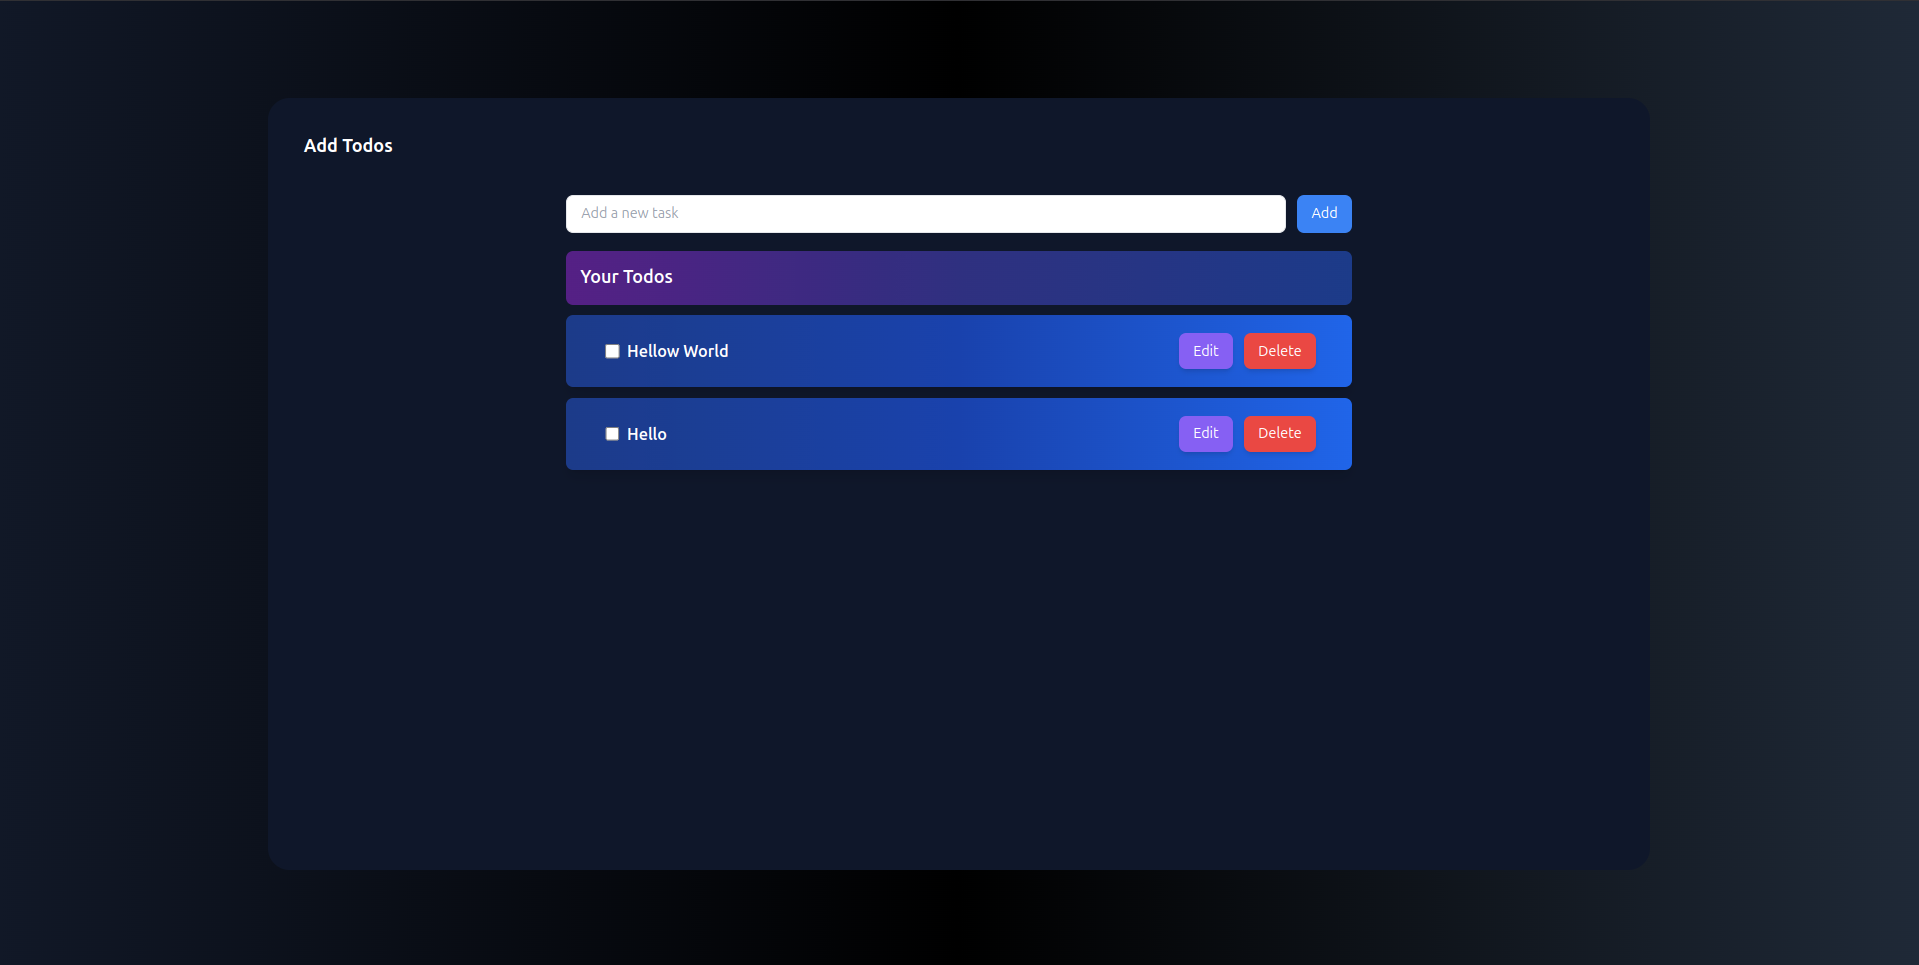 Add Todos
Add a new task
Add
Your Todos
Hellow World
Edit
Delete
Hello
Edit
Delete